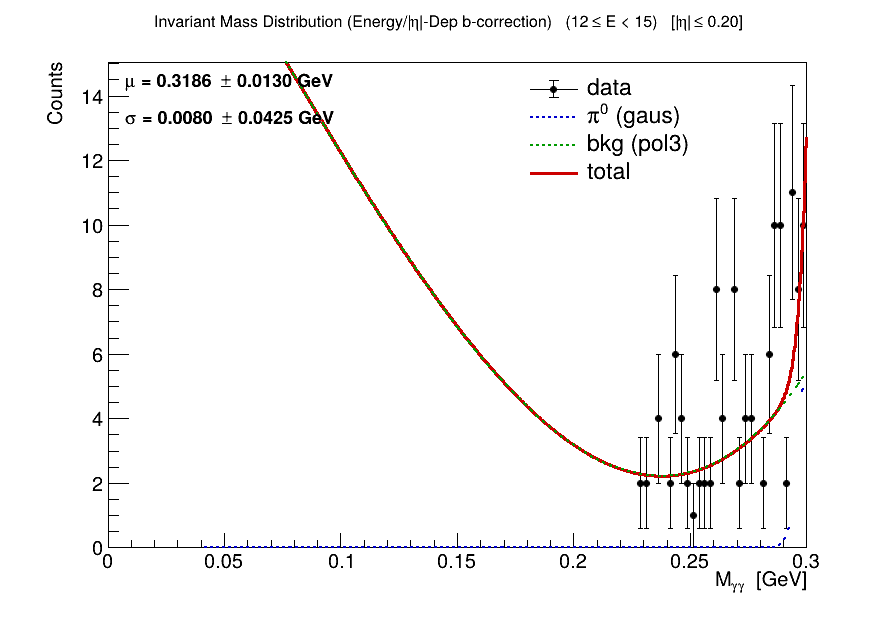 Invariant Mass Distribution (Energy/|η|-Dep b-correction) (12 ≤ E < 15) [|η| ≤ 0.20]
Counts
μ = 0.3186 ± 0.0130 GeV
σ = 0.0080 ± 0.0425 GeV
data
π⁰ (gaus)
bkg (pol3)
total
14
12
10
8
6
4
2
0
0 0.05 0.1 0.15 0.2 0.25 0.3
Mγγ [GeV]